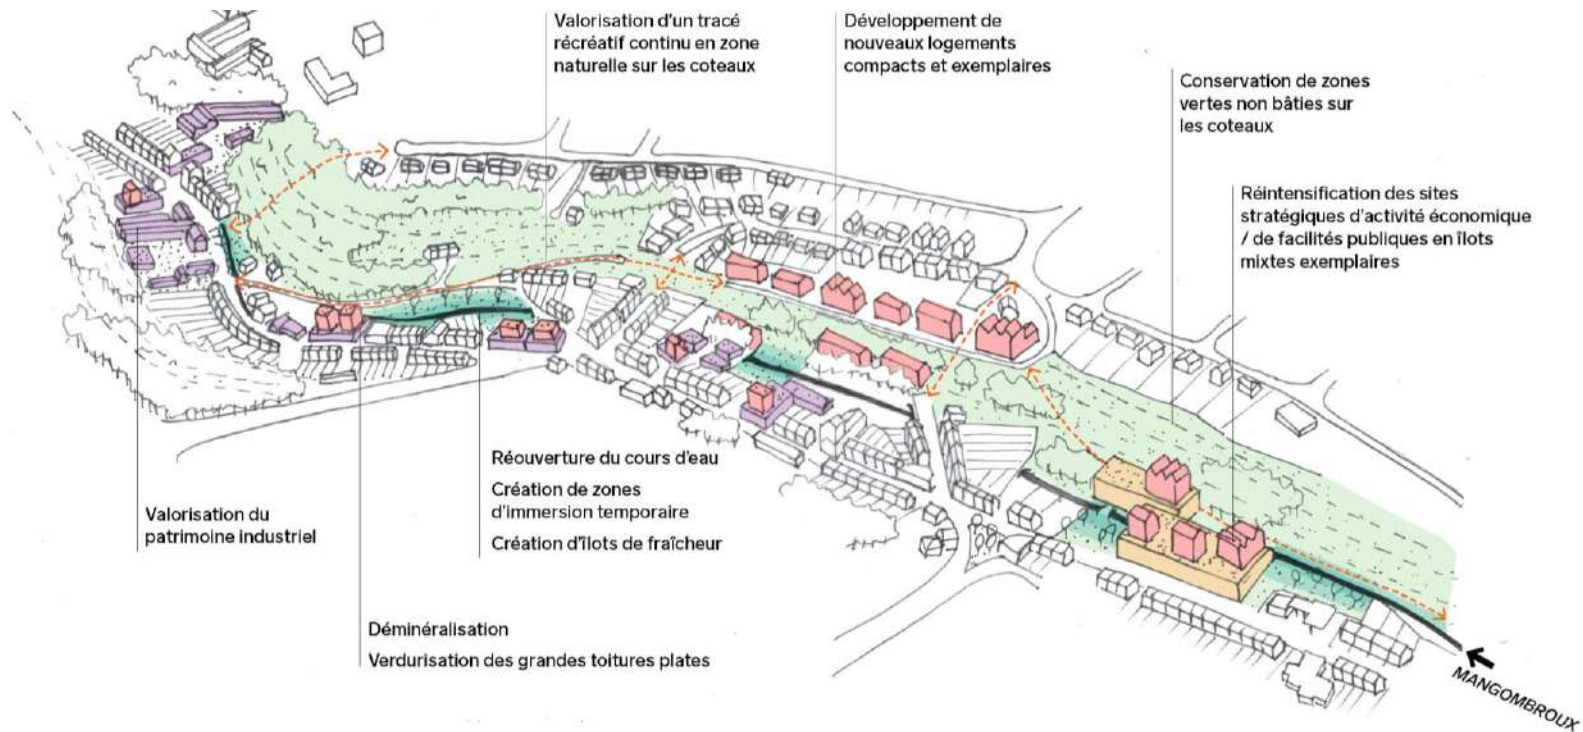 Valorisation d'un tracé
récréatif continu en zone
naturelle sur les coteaux
Développement de
nouveaux logements
compacts et exemplaires
Conservation de zones
vertes non bâties sur
les coteaux
Réintensification des sites
stratégiques d'activité économique
/ de facilités publiques en îlots
mixtes exemplaires
Valorisation du
patrimoine industriel
Réouverture du cours d'eau
Création de zones
d'immersion temporaire
Création d'îlots de fraîcheur
Déminéralisation
Verdurisation des grandes toitures plates
MANGOMBROUX